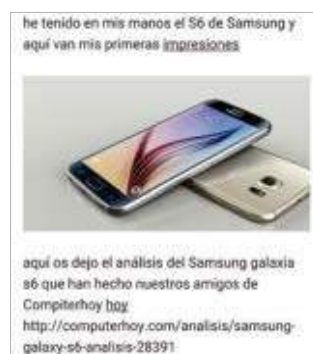 he tenido en mis manos el S6 de Samsung y
aquí van mis primeras impresiones
aquí os dejo el análisis del Samsung galaxia
s6 que han hecho nuestros amigos de
Compiterhoy hoy
http://computerhoy.com/analisis/samsung-
galaxy-s6-analisis-28391